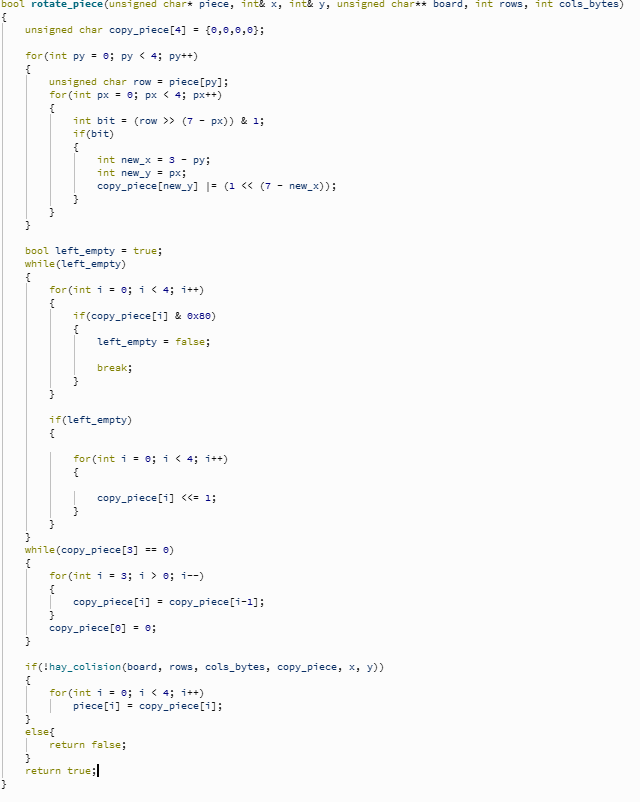 bool rotate_piece(unsigned char* piece, int& x, int& y, unsigned char** board, int rows, int cols_bytes)
{
    unsigned char copy_piece[4] = {0,0,0,0};

    for(int py = 0; py < 4; py++)
    {
        unsigned char row = piece[py];
        for(int px = 0; px < 4; px++)
        {
            int bit = (row >> (7 - px)) & 1;
            if(bit)
            {
                int new_x = 3 - py;
                int new_y = px;
                copy_piece[new_y] |= (1 << (7 - new_x));
            }
        }
    }

    bool left_empty = true;
    while(left_empty)
    {
        for(int i = 0; i < 4; i++)
        {
            if(copy_piece[i] & 0x80)
            {
                left_empty = false;

                break;
            }
        }

        if(left_empty)
        {

            for(int i = 0; i < 4; i++)
            {

                copy_piece[i] <<= 1;
            }
        }
    }
    while(copy_piece[3] == 0)
    {
        for(int i = 3; i > 0; i--)
        {
            copy_piece[i] = copy_piece[i-1];
        }
        copy_piece[0] = 0;
    }

    if(!hay_colision(board, rows, cols_bytes, copy_piece, x, y))
    {
        for(int i = 0; i < 4; i++)
            piece[i] = copy_piece[i];
    }
    else{
        return false;
    }
    return true;
}